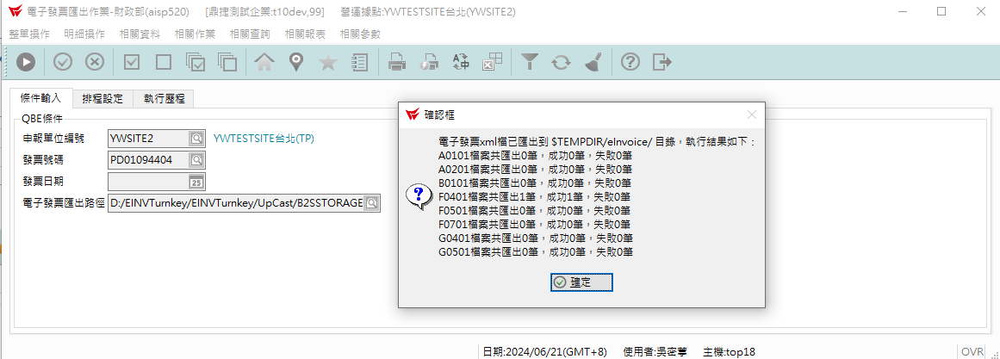 電子發票匯出作業-財政部(aisp520) [鼎捷測試企業:t10dev,99] 營運據點:YWTESTSITE台北(YWSITE2)
整單操作 明細操作 相關資料 相關作業 相關查詢 相關報表 相關參數
條件輸入 排程設定 執行歷程
QBE條件
申報單位編號 YWSITE2 YWTESTSITE台北(TP)
發票號碼 PD01094404
發票日期 25
電子發票匯出路徑 D:/EINVTurnkey/EINVTurnkey/UpCast/B2SSTORAGE
確認框
電子發票xml檔已匯出到 $TEMPDIR/eInvoice/ 目錄，執行結果如下：
A0101檔案共匯出0筆，成功0筆，失敗0筆
A0201檔案共匯出0筆，成功0筆，失敗0筆
B0101檔案共匯出0筆，成功0筆，失敗0筆
F0401檔案共匯出1筆，成功1筆，失敗0筆
F0501檔案共匯出0筆，成功0筆，失敗0筆
F0701檔案共匯出0筆，成功0筆，失敗0筆
G0401檔案共匯出0筆，成功0筆，失敗0筆
G0501檔案共匯出0筆，成功0筆，失敗0筆
確定
日期:2024/06/21(GMT+8) 使用者:吳密萶 主機:top18 OVR